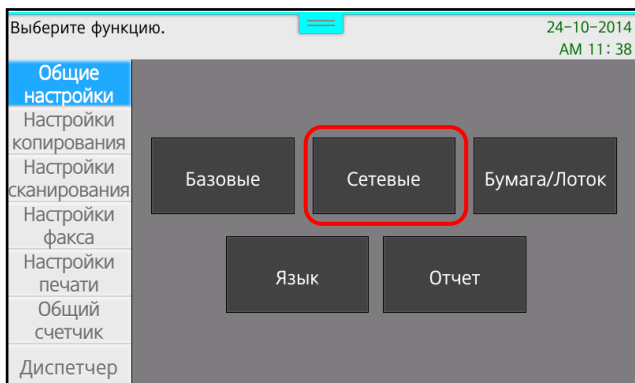 Выберите функцию.
24-10-2014
AM 11:38
Общие
настройки
Настройки
копирования
Настройки
сканирования
Настройки
факса
Настройки
печати
Общий
счетчик
Диспетчер
Базовые
Сетевые
Бумага/Лоток
Язык
Отчет